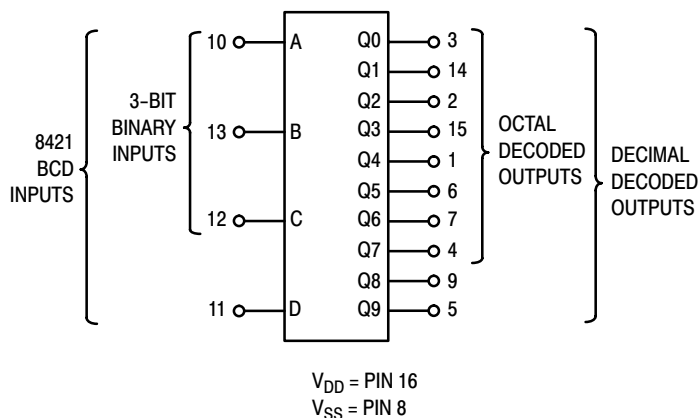 8421
BCD
INPUTS
3-BIT
BINARY
INPUTS
10 A
13 B
12 C
11 D
Q0 3
Q1 14
Q2 2
Q3 15
Q4 1
Q5 6
Q6 7
Q7 4
Q8 9
Q9 5
OCTAL
DECODED
OUTPUTS
DECIMAL
DECODED
OUTPUTS
VDD = PIN 16
VSS = PIN 8